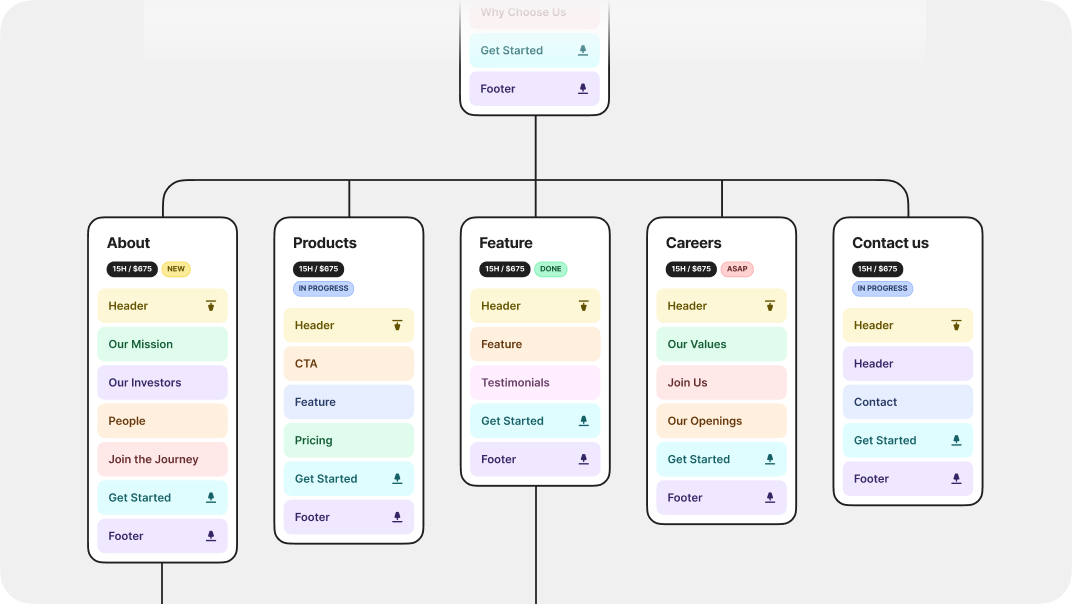 Why Choose Us
Get Started
Footer
About
15H / $675 NEW
Header
Our Mission
Our Investors
People
Join the Journey
Get Started
Footer
Products
15H / $675
IN PROGRESS
Header
CTA
Feature
Pricing
Get Started
Footer
Feature
15H / $675 DONE
Header
Feature
Testimonials
Get Started
Footer
Careers
15H / $675 ASAP
Header
Our Values
Join Us
Our Openings
Get Started
Footer
Contact us
15H / $675
IN PROGRESS
Header
Header
Contact
Get Started
Footer